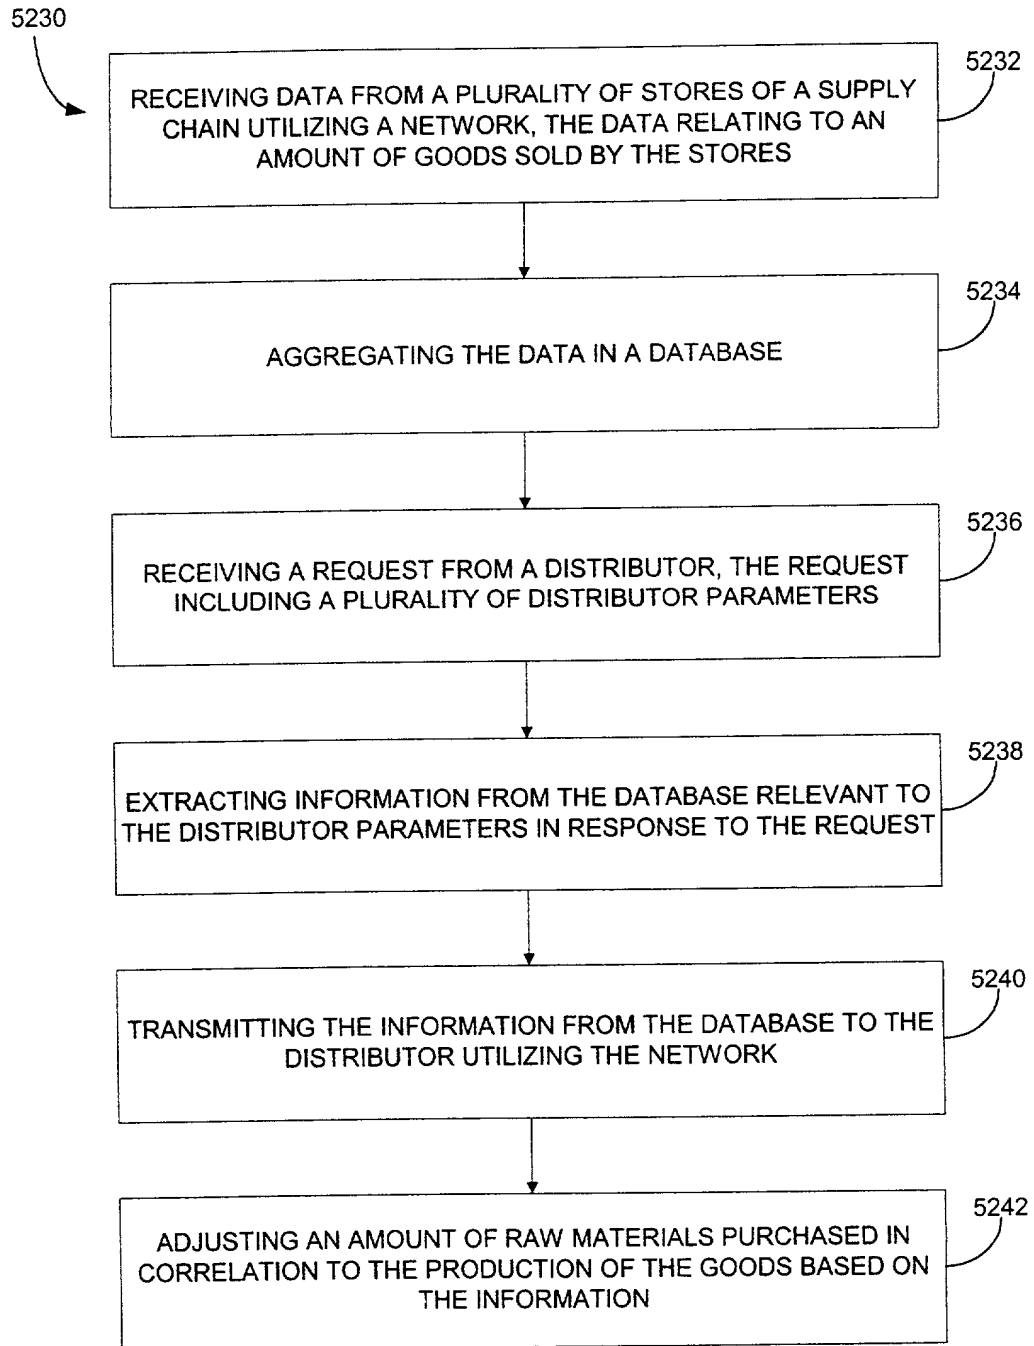 5230
5232
RECEIVING DATA FROM A PLURALITY OF STORES OF A SUPPLY
CHAIN UTILIZING A NETWORK, THE DATA RELATING TO AN
AMOUNT OF GOODS SOLD BY THE STORES
5234
AGGREGATING THE DATA IN A DATABASE
5236
RECEIVING A REQUEST FROM A DISTRIBUTOR, THE REQUEST
INCLUDING A PLURALITY OF DISTRIBUTOR PARAMETERS
5238
EXTRACTING INFORMATION FROM THE DATABASE RELEVANT TO
THE DISTRIBUTOR PARAMETERS IN RESPONSE TO THE REQUEST
5240
TRANSMITTING THE INFORMATION FROM THE DATABASE TO THE
DISTRIBUTOR UTILIZING THE NETWORK
5242
ADJUSTING AN AMOUNT OF RAW MATERIALS PURCHASED IN
CORRELATION TO THE PRODUCTION OF THE GOODS BASED ON
THE INFORMATION